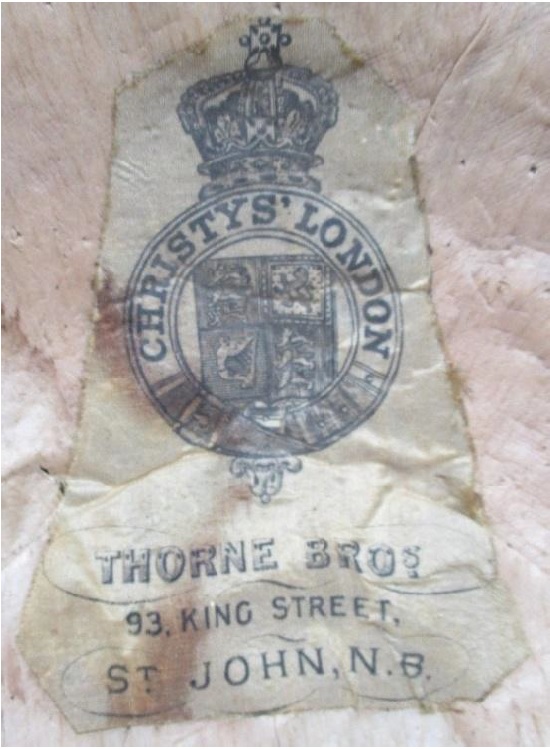 CHRISTYS' LONDON
THORNE BROS
93, KING STREET,
ST JOHN, N.B.